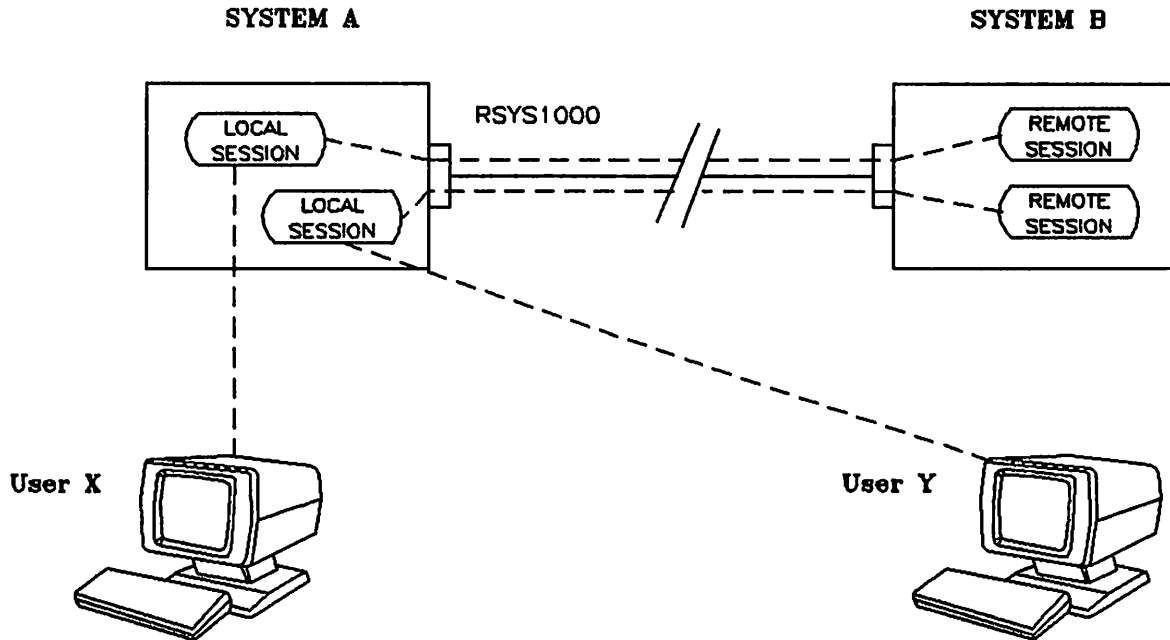 SYSTEM A
SYSTEM B
LOCAL
SESSION
RSYS1000
REMOTE
SESSION
LOCAL
SESSION
REMOTE
SESSION
User X
User Y